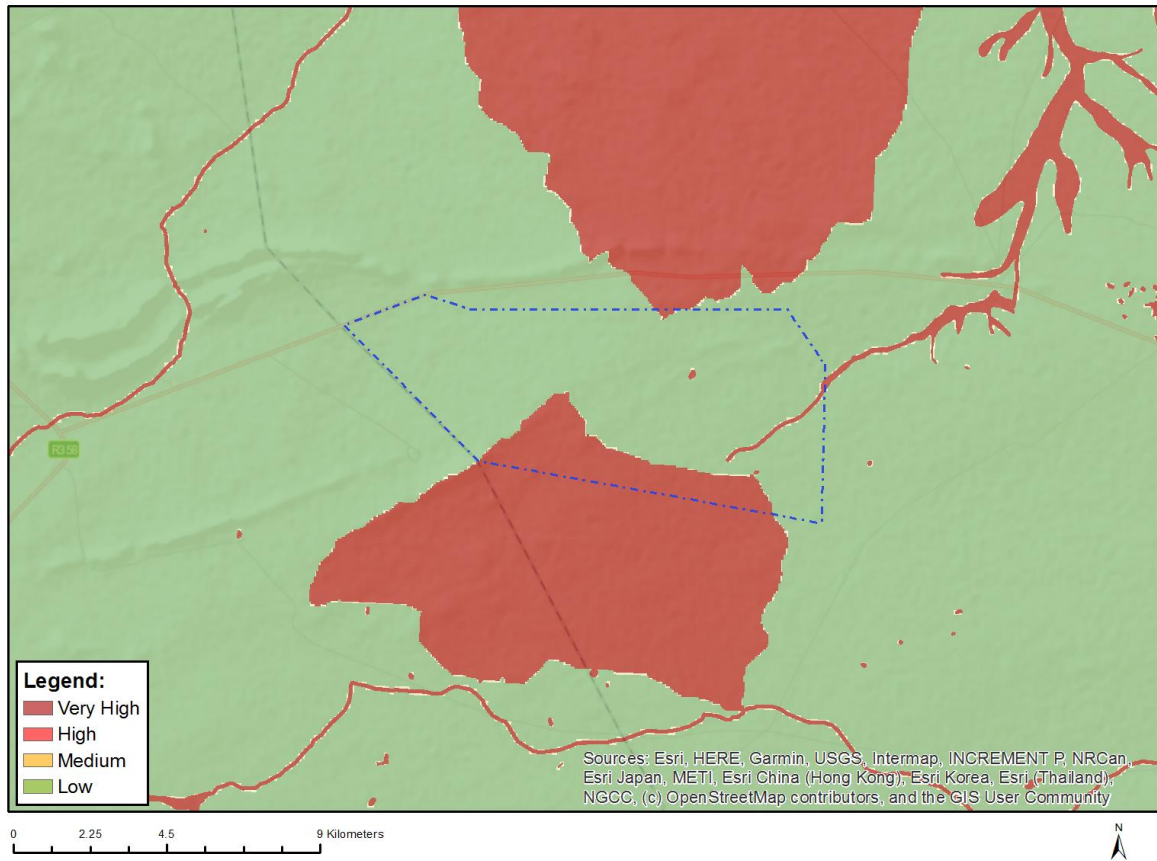 R358
Legend:
Very High
High
Medium
Low
Sources: Esri, HERE, Garmin, USGS, Intermap, INCREMENT P, NRCan,
Esri Japan, METI, Esri China (Hong Kong), Esri Korea, Esri (Thailand),
NGCC, (c) OpenStreetMap contributors, and the GIS User Community
0 2.25 4.5 9 Kilometers
N